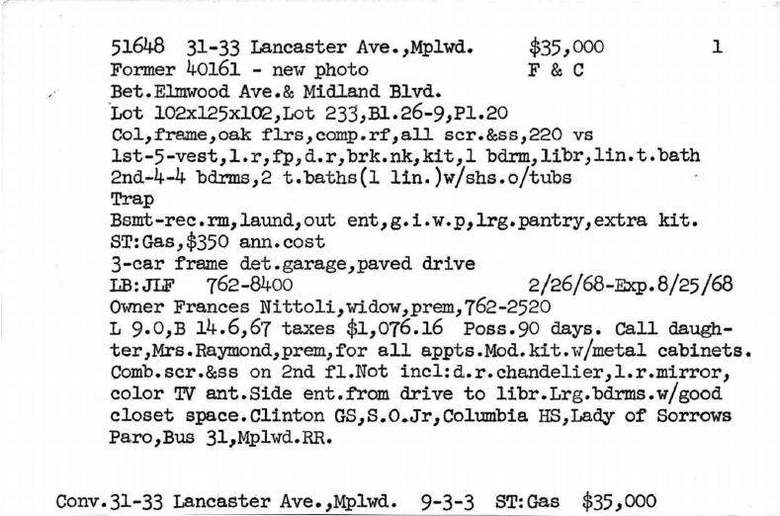 51648 31-33 Lancaster Ave.,Mplwd. $35,000 1
Former 40161 - new photo F & C
Bet.Elmwood Ave.& Midland Blvd.
Lot 102x125x102,Lot 233,Bl.26-9,Pl.20
Col,frame,oak flrs,comp.rf,all scr.&ss,220 vs
1st-5-vest,l.r,fp,d.r,brk.nk,kit,1 bdrm,libr,lin.t.bath
2nd-4-4 bdrms,2 t.baths(1 lin.)w/shs.o/tubs
Trap
Bsmt-rec.rm,laund,out ent,g.i.w.p,lrg.pantry,extra kit.
ST:Gas,$350 ann.cost
3-car frame det.garage,paved drive
LB:JLF 762-8400 2/26/68-Exp.8/25/68
Owner Frances Nittoli,widow,prem,762-2520
L 9.0,B 14.6,67 taxes $1,076.16 Poss.90 days. Call daugh-
ter,Mrs.Raymond,prem,for all appts.Mod.kit.w/metal cabinets.
Comb.scr.&ss on 2nd fl.Not incl:d.r.chandelier,l.r.mirror,
color TV ant.Side ent.from drive to libr.Lrg.bdrms.w/good
closet space.Clinton GS,S.O.Jr,Columbia HS,Lady of Sorrows
Paro,Bus 31,Mplwd.RR.
Conv.31-33 Lancaster Ave.,Mplwd. 9-3-3 ST:Gas $35,000